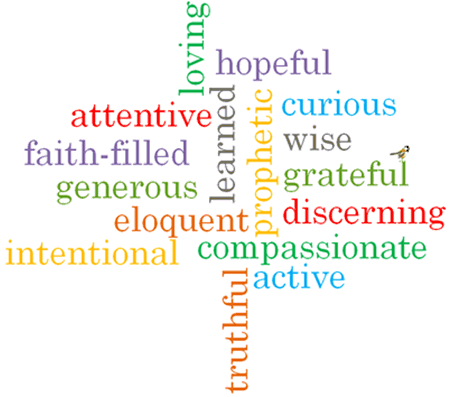 loving
hopeful
attentive
learned
prophetic
curious
faith-filled
wise
generous
grateful
eloquent
discerning
intentional
compassionate
truthful
active